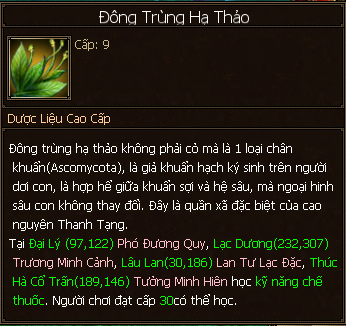 Đông Trùng Hạ Thảo
Cấp: 9
Dược Liệu Cao Cấp
Đông trùng hạ thảo không phải cỏ mà là 1 loại chân
khuẩn(Ascomycota), là giả khuẩn hạch ký sinh trên người
dơi con, là hợp hể giữa khuẩn sợi và hệ sâu, mà ngoại hình
sâu con không thay đổi. Đây là quần xã đặc biệt của cao
nguyên Thanh Tạng.
Tại Đại Lý (97,122) Phó Đương Quy, Lạc Dương(232,307)
Trương Minh Cảnh, Lâu Lan(30,186) Lan Tư Lạc Đặc, Thúc
Hà Cổ Trấn(189,146) Tưởng Minh Hiên học kỹ năng chế
thuốc. Người chơi đạt cấp 30có thể học.